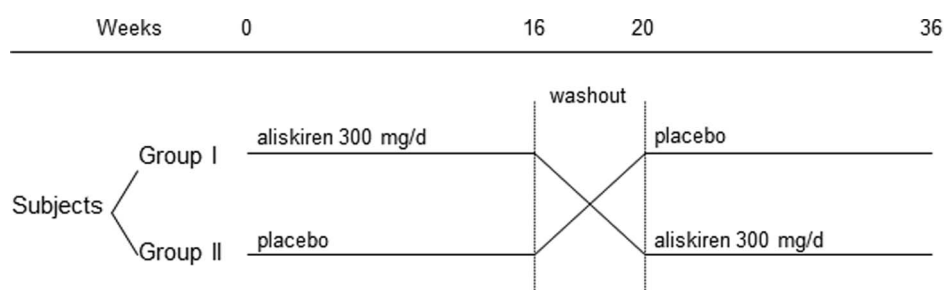 Weeks 0 16 20 36
washout
aliskiren 300 mg/d placebo
Group I
Subjects
placebo aliskiren 300 mg/d
Group II